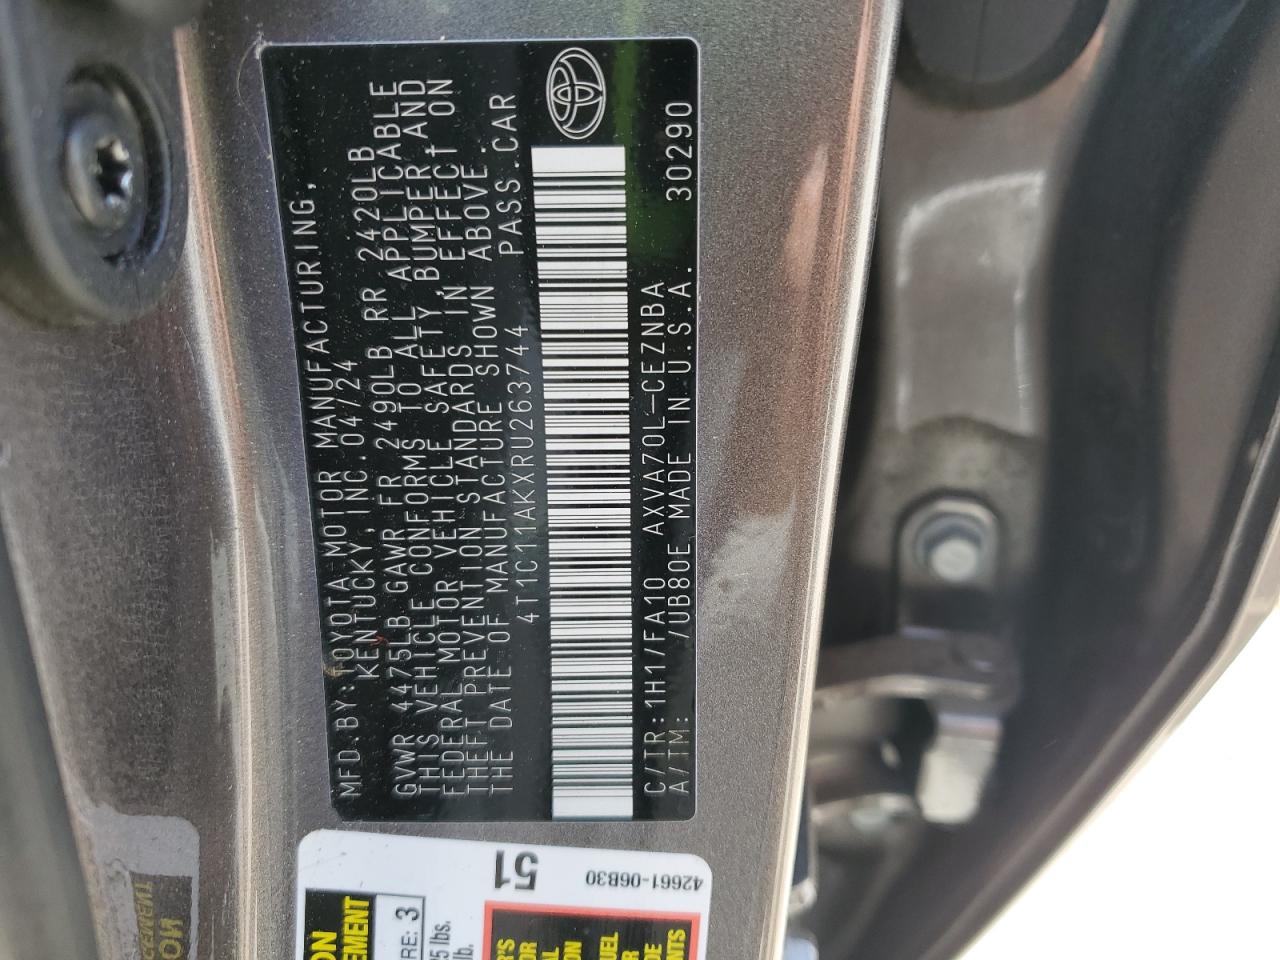 MFD.BY:TOYOTA MOTOR MANUFACTURING,
KENTUCKY, INC.04/24
GVWR 4475LB GAWR FR 2490LB RR 2420LB
THIS VEHICLE CONFORMS TO ALL APPLICABLE
FEDERAL MOTOR VEHICLE SAFETY,BUMPER AND
THEFT PREVENTION STANDARDS IN EFFECT ON
THE DATE OF MANUFACTURE SHOWN ABOVE.
4T1C11AKXRU263744 PASS.CAR
C/TR:1H1/FA10 AXVA70L-CEZNBA 30290
A/TM: /UB80E MADE IN U.S.A.
51
42661-06B30
3